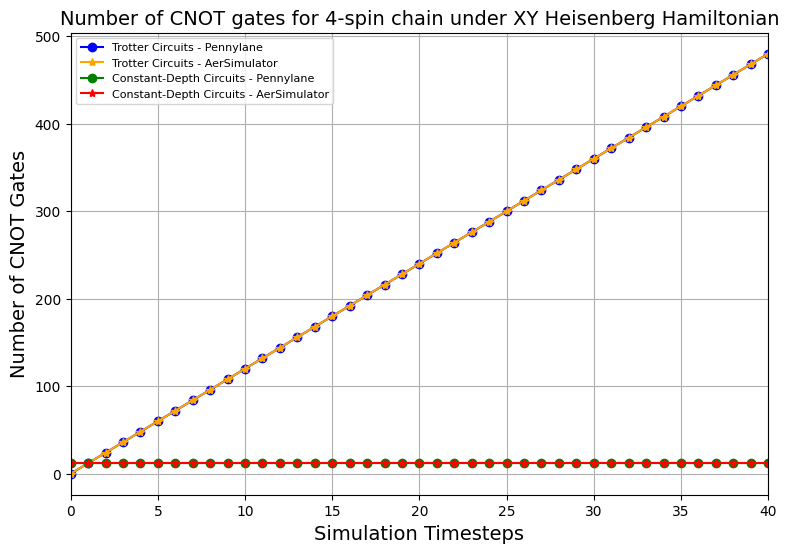 Number of CNOT gates for 4-spin chain under XY Heisenberg Hamiltonian
Trotter Circuits - Pennylane
Trotter Circuits - AerSimulator
Constant-Depth Circuits - Pennylane
Constant-Depth Circuits - AerSimulator
Number of CNOT Gates
500
400
300
200
100
0
0 5 10 15 20 25 30 35 40
Simulation Timesteps